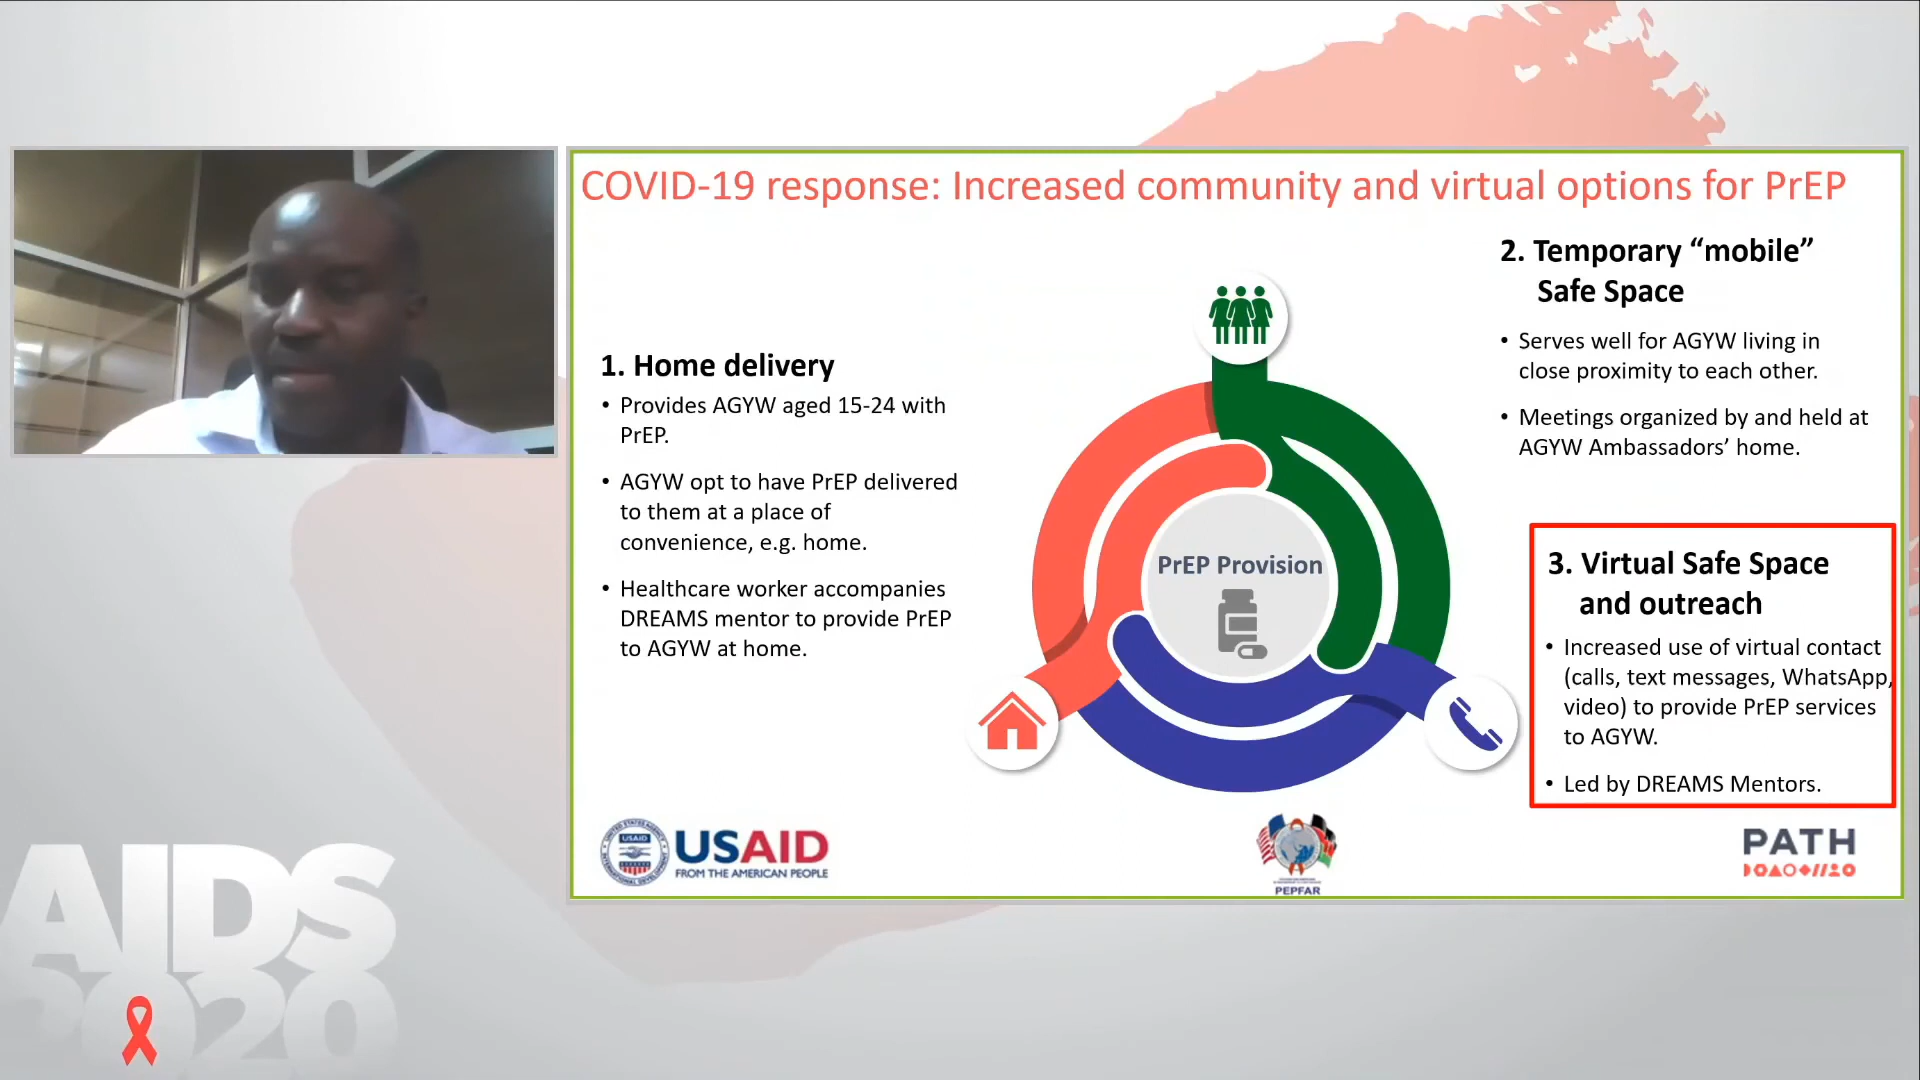 COVID-19 response: Increased community and virtual options for PrEP
1. Home delivery
• Provides AGYW aged 15-24 with
PrEP.
• AGYW opt to have PrEP delivered
to them at a place of
convenience, e.g. home.
• Healthcare worker accompanies
DREAMS mentor to provide PrEP
to AGYW at home.
PrEP Provision
2. Temporary “mobile”
Safe Space
• Serves well for AGYW living in
close proximity to each other.
• Meetings organized by and held at
AGYW Ambassadors’ home.
3. Virtual Safe Space
and outreach
• Increased use of virtual contact
(calls, text messages, WhatsApp,
video) to provide PrEP services
to AGYW.
• Led by DREAMS Mentors.
USAID
USAID
FROM THE AMERICAN PEOPLE
PEPFAR
PATH
AIDS
2020